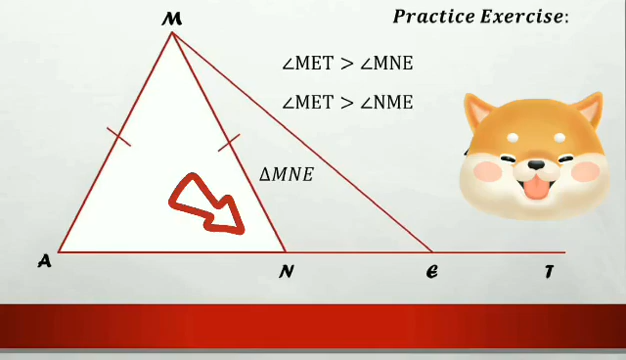 Practice Exercise:
M
∠MET > ∠MNE
∠MET > ∠NME
ΔMNE
A
N
E
T